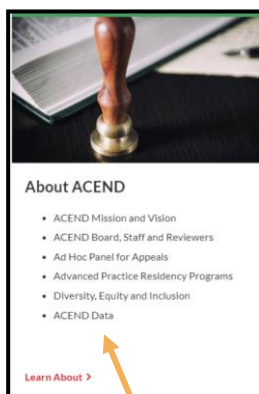 About ACEND
• ACEND Mission and Vision
• ACEND Board, Staff and Reviewers
• Ad Hoc Panel for Appeals
• Advanced Practice Residency Programs
• Diversity, Equity and Inclusion
• ACEND Data
Learn About >